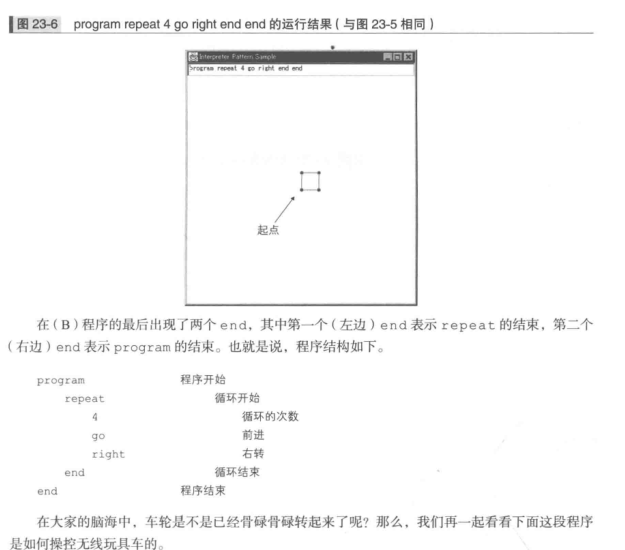 图 23-6 program repeat 4 go right end end 的运行结果（与图 23-5 相同）
Interpreter Pattern Sample
program repeat 4 go right end end
起点
在（B）程序的最后出现了两个 end，其中第一个（左边）end 表示 repeat 的结束，第二个
（右边）end 表示 program 的结束。也就是说，程序结构如下。
program 程序开始
repeat 循环开始
4 循环的次数
go 前进
right 右转
end 循环结束
end 程序结束
在大家的脑海中，车轮是不是已经骨碌骨碌转起来了呢？那么，我们再一起看看下面这段程序
是如何操控无线玩具车的。